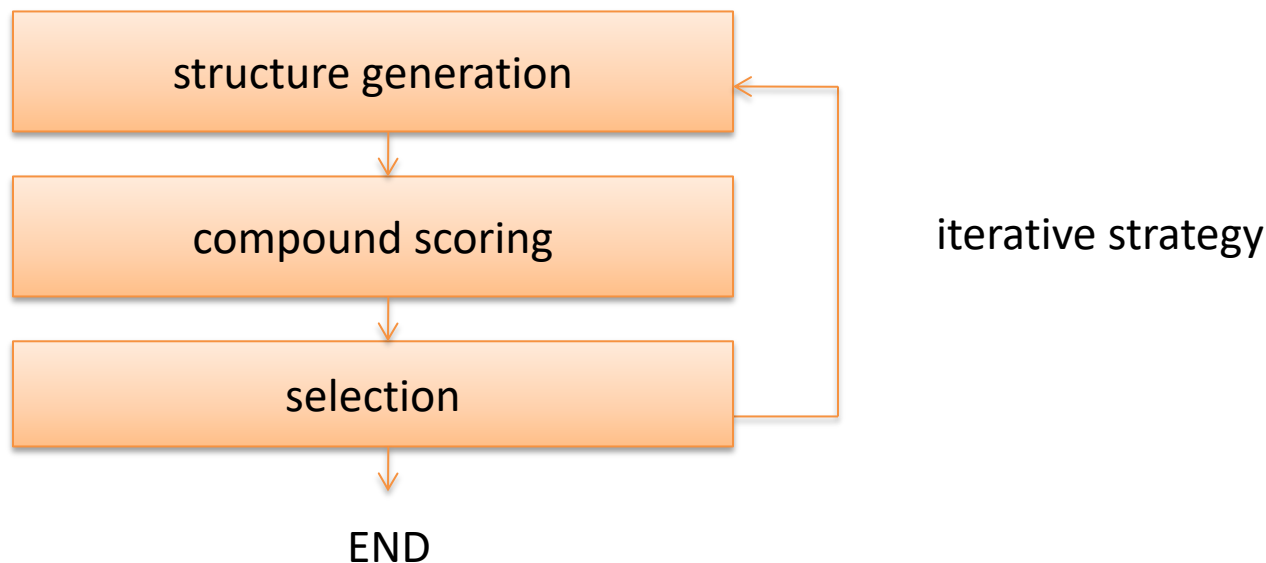 structure generation
compound scoring
iterative strategy
selection
END